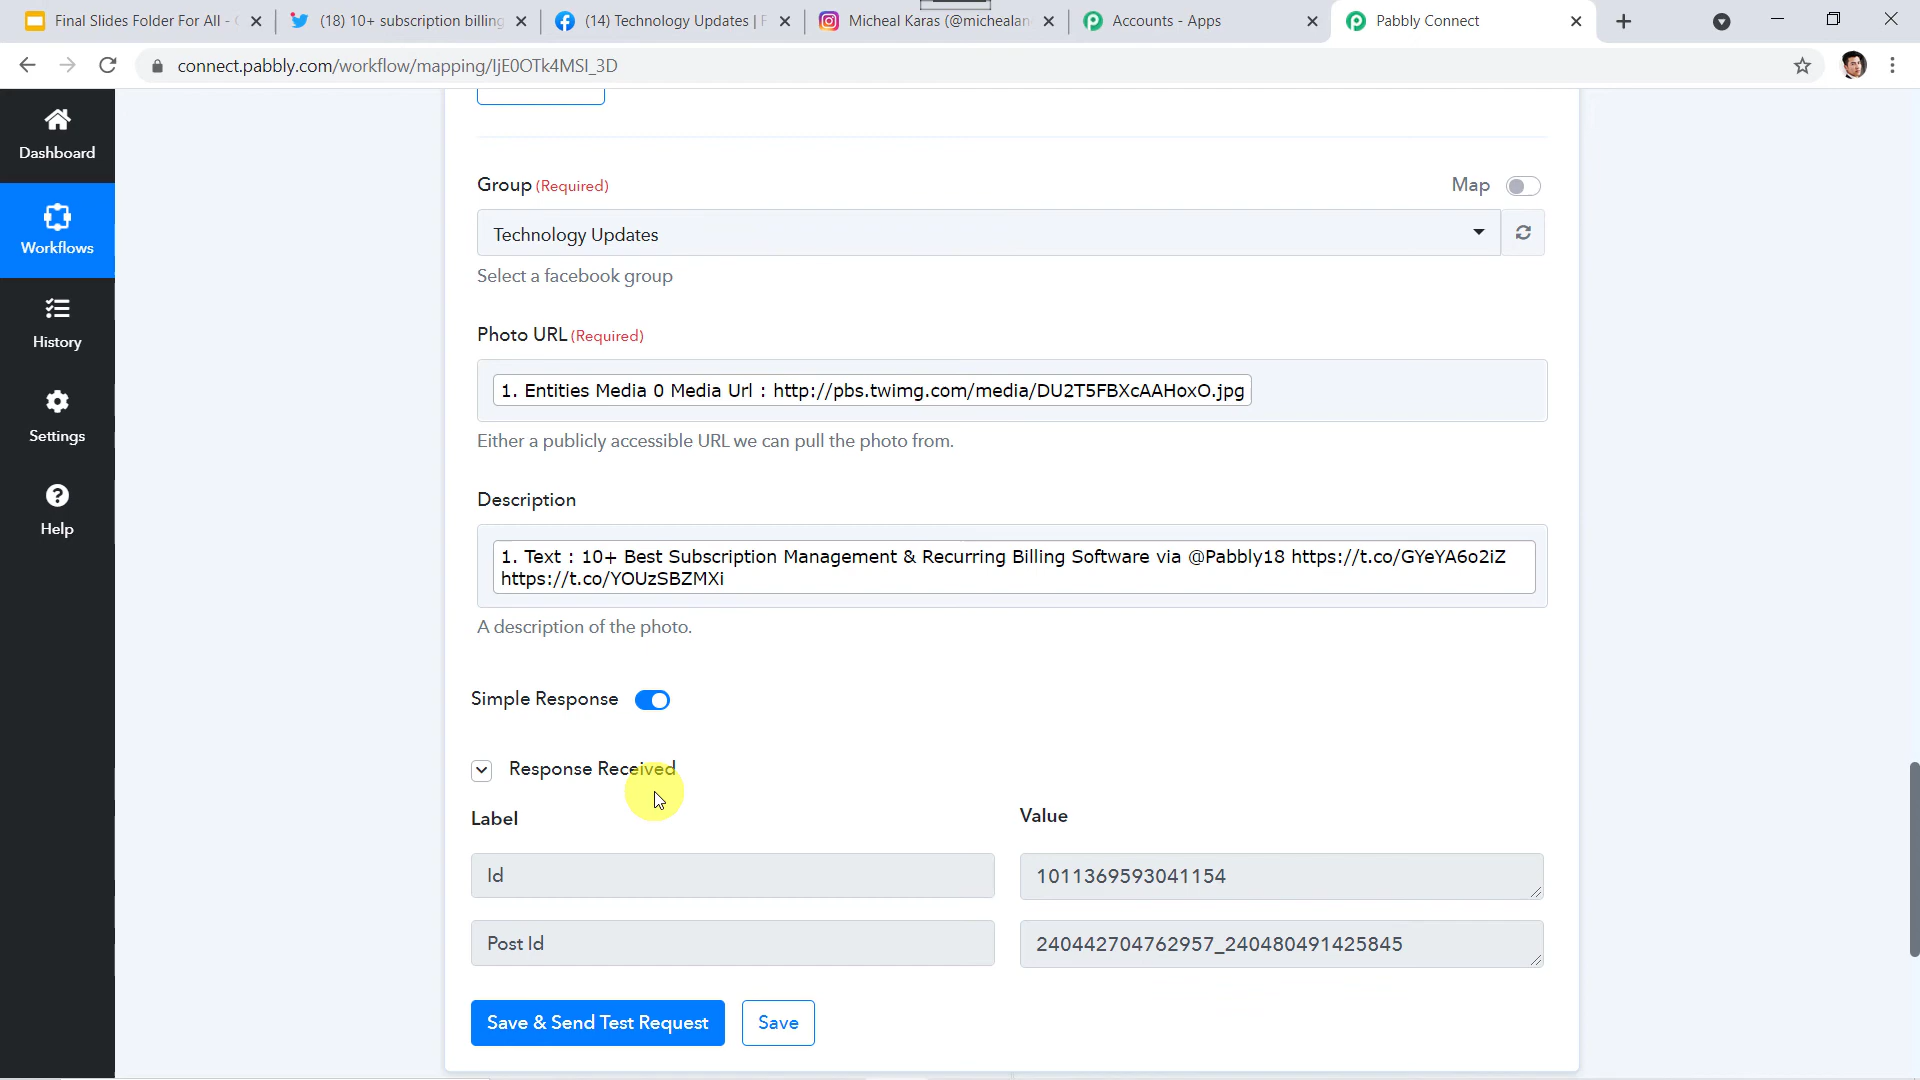 Final Slides Folder For All - 
(18) 10+ subscription billing
(14) Technology Updates | F
Micheal Karas (@michealan
Accounts - Apps
Pabbly Connect
connect.pabbly.com/workflow/mapping/IjE0OTk4MSI_3D
Dashboard
Workflows
History
Settings
Help
Group (Required)
Map
Technology Updates
Select a facebook group
Photo URL (Required)
1. Entities Media 0 Media Url : http://pbs.twimg.com/media/DU2T5FBXcAAHoxO.jpg
Either a publicly accessible URL we can pull the photo from.
Description
1. Text : 10+ Best Subscription Management & Recurring Billing Software via @Pabbly18 https://t.co/GYeYA6o2iZ
https://t.co/YOUzSBZMXi
A description of the photo.
Simple Response
Response Received
Label
Value
Id
1011369593041154
Post Id
240442704762957_240480491425845
Save & Send Test Request
Save